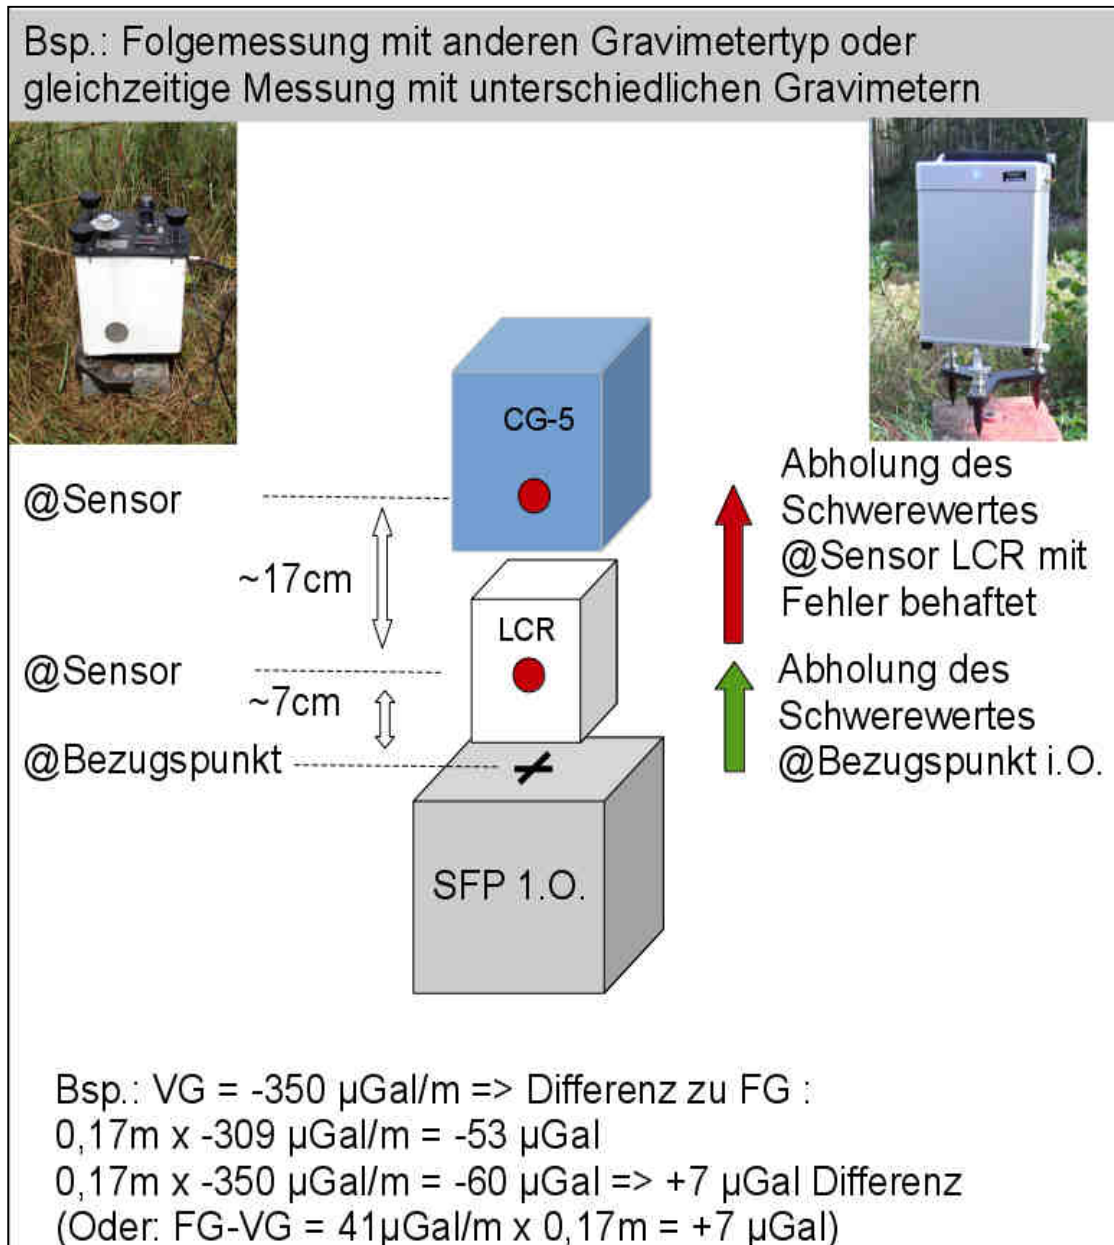 Bsp.: Folgemessung mit anderen Gravimetertyp oder
gleichzeitige Messung mit unterschiedlichen Gravimetern
CG-5
@Sensor
~17cm
LCR
@Sensor
~7cm
@Bezugspunkt
SFP 1.O.
Abholung des
Schwerewertes
@Sensor LCR mit
Fehler behaftet
Abholung des
Schwerewertes
@Bezugspunkt i.O.
Bsp.: VG = -350 µGal/m => Differenz zu FG :
0,17m x -309 µGal/m = -53 µGal
0,17m x -350 µGal/m = -60 µGal => +7 µGal Differenz
(Oder: FG-VG = 41µGal/m x 0,17m = +7 µGal)